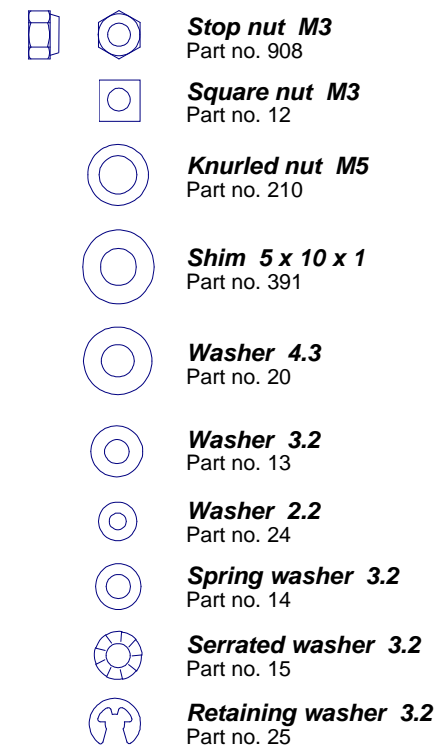 Stop nut M3
Part no. 908
Square nut M3
Part no. 12
Knurled nut M5
Part no. 210
Shim 5 x 10 x 1
Part no. 391
Washer 4.3
Part no. 20
Washer 3.2
Part no. 13
Washer 2.2
Part no. 24
Spring washer 3.2
Part no. 14
Serrated washer 3.2
Part no. 15
Retaining washer 3.2
Part no. 25